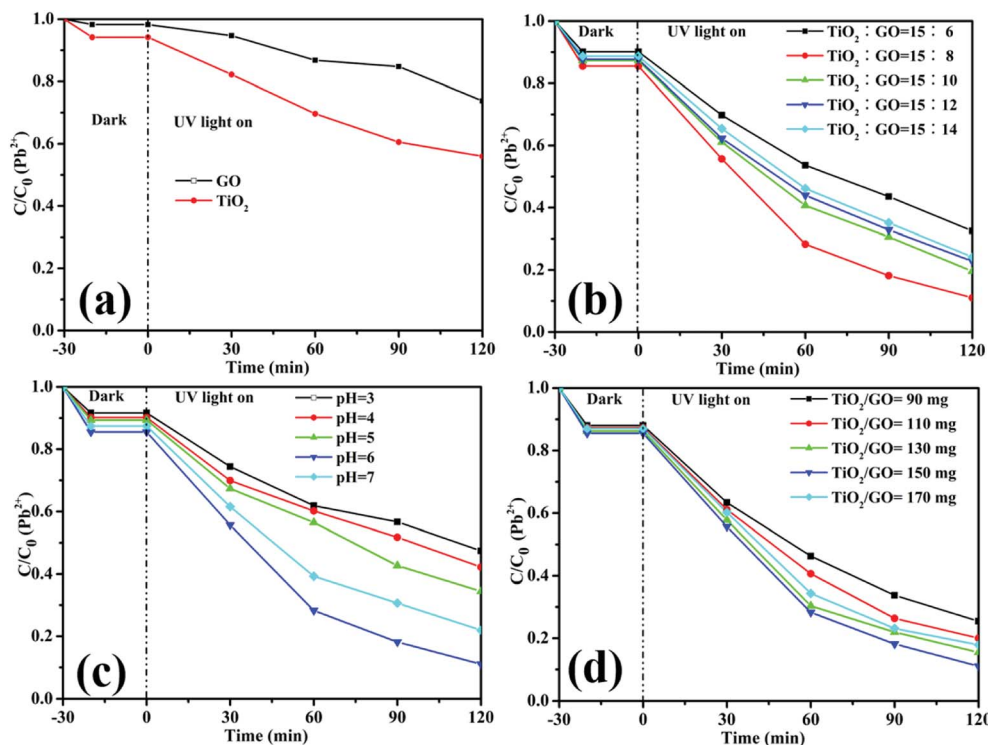 1.0
0.8
0.6
0.4
0.2
0.0
C/C₀ (Pb²⁺)
Dark
UV light on
GO
TiO₂
(a)
-30 0 30 60 90 120
Time (min)
1.0
0.8
0.6
0.4
0.2
0.0
C/C₀ (Pb²⁺)
Dark
UV light on
TiO₂：GO=15：6
TiO₂：GO=15：8
TiO₂：GO=15：10
TiO₂：GO=15：12
TiO₂：GO=15：14
(b)
-30 0 30 60 90 120
Time (min)
1.0
0.8
0.6
0.4
0.2
0.0
C/C₀ (Pb²⁺)
Dark
UV light on
pH=3
pH=4
pH=5
pH=6
pH=7
(c)
-30 0 30 60 90 120
Time (min)
1.0
0.8
0.6
0.4
0.2
0.0
C/C₀ (Pb²⁺)
Dark
UV light on
TiO₂/GO= 90 mg
TiO₂/GO= 110 mg
TiO₂/GO= 130 mg
TiO₂/GO= 150 mg
TiO₂/GO= 170 mg
(d)
-30 0 30 60 90 120
Time (min)